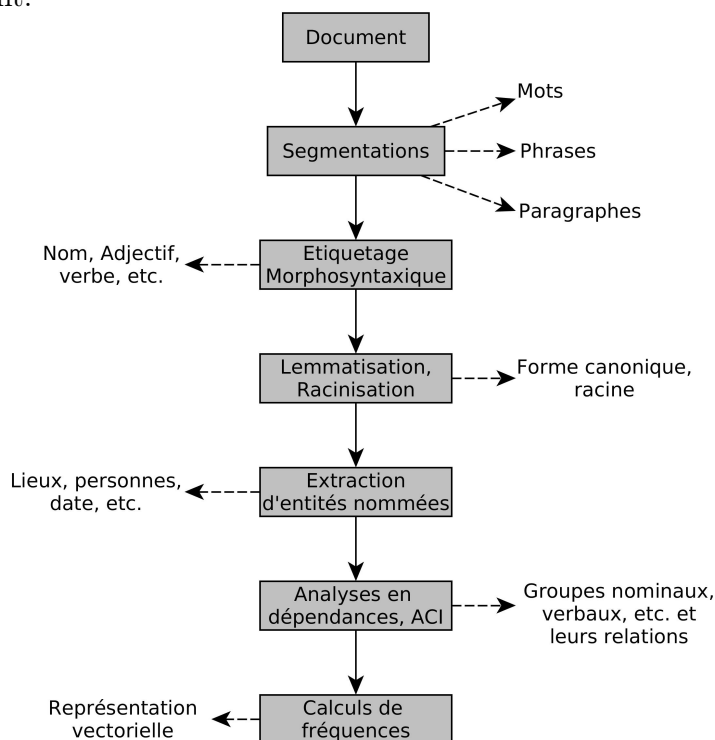 Document
Mots
Segmentations
Phrases
Paragraphes
Nom, Adjectif,
verbe, etc.
Etiquetage
Morphosyntaxique
Lemmatisation,
Racinisation
Forme canonique,
racine
Lieux, personnes,
date, etc.
Extraction
d'entités nommées
Analyses en
dépendances, ACI
Groupes nominaux,
verbaux, etc. et
leurs relations
Représentation
vectorielle
Calculs de
fréquences